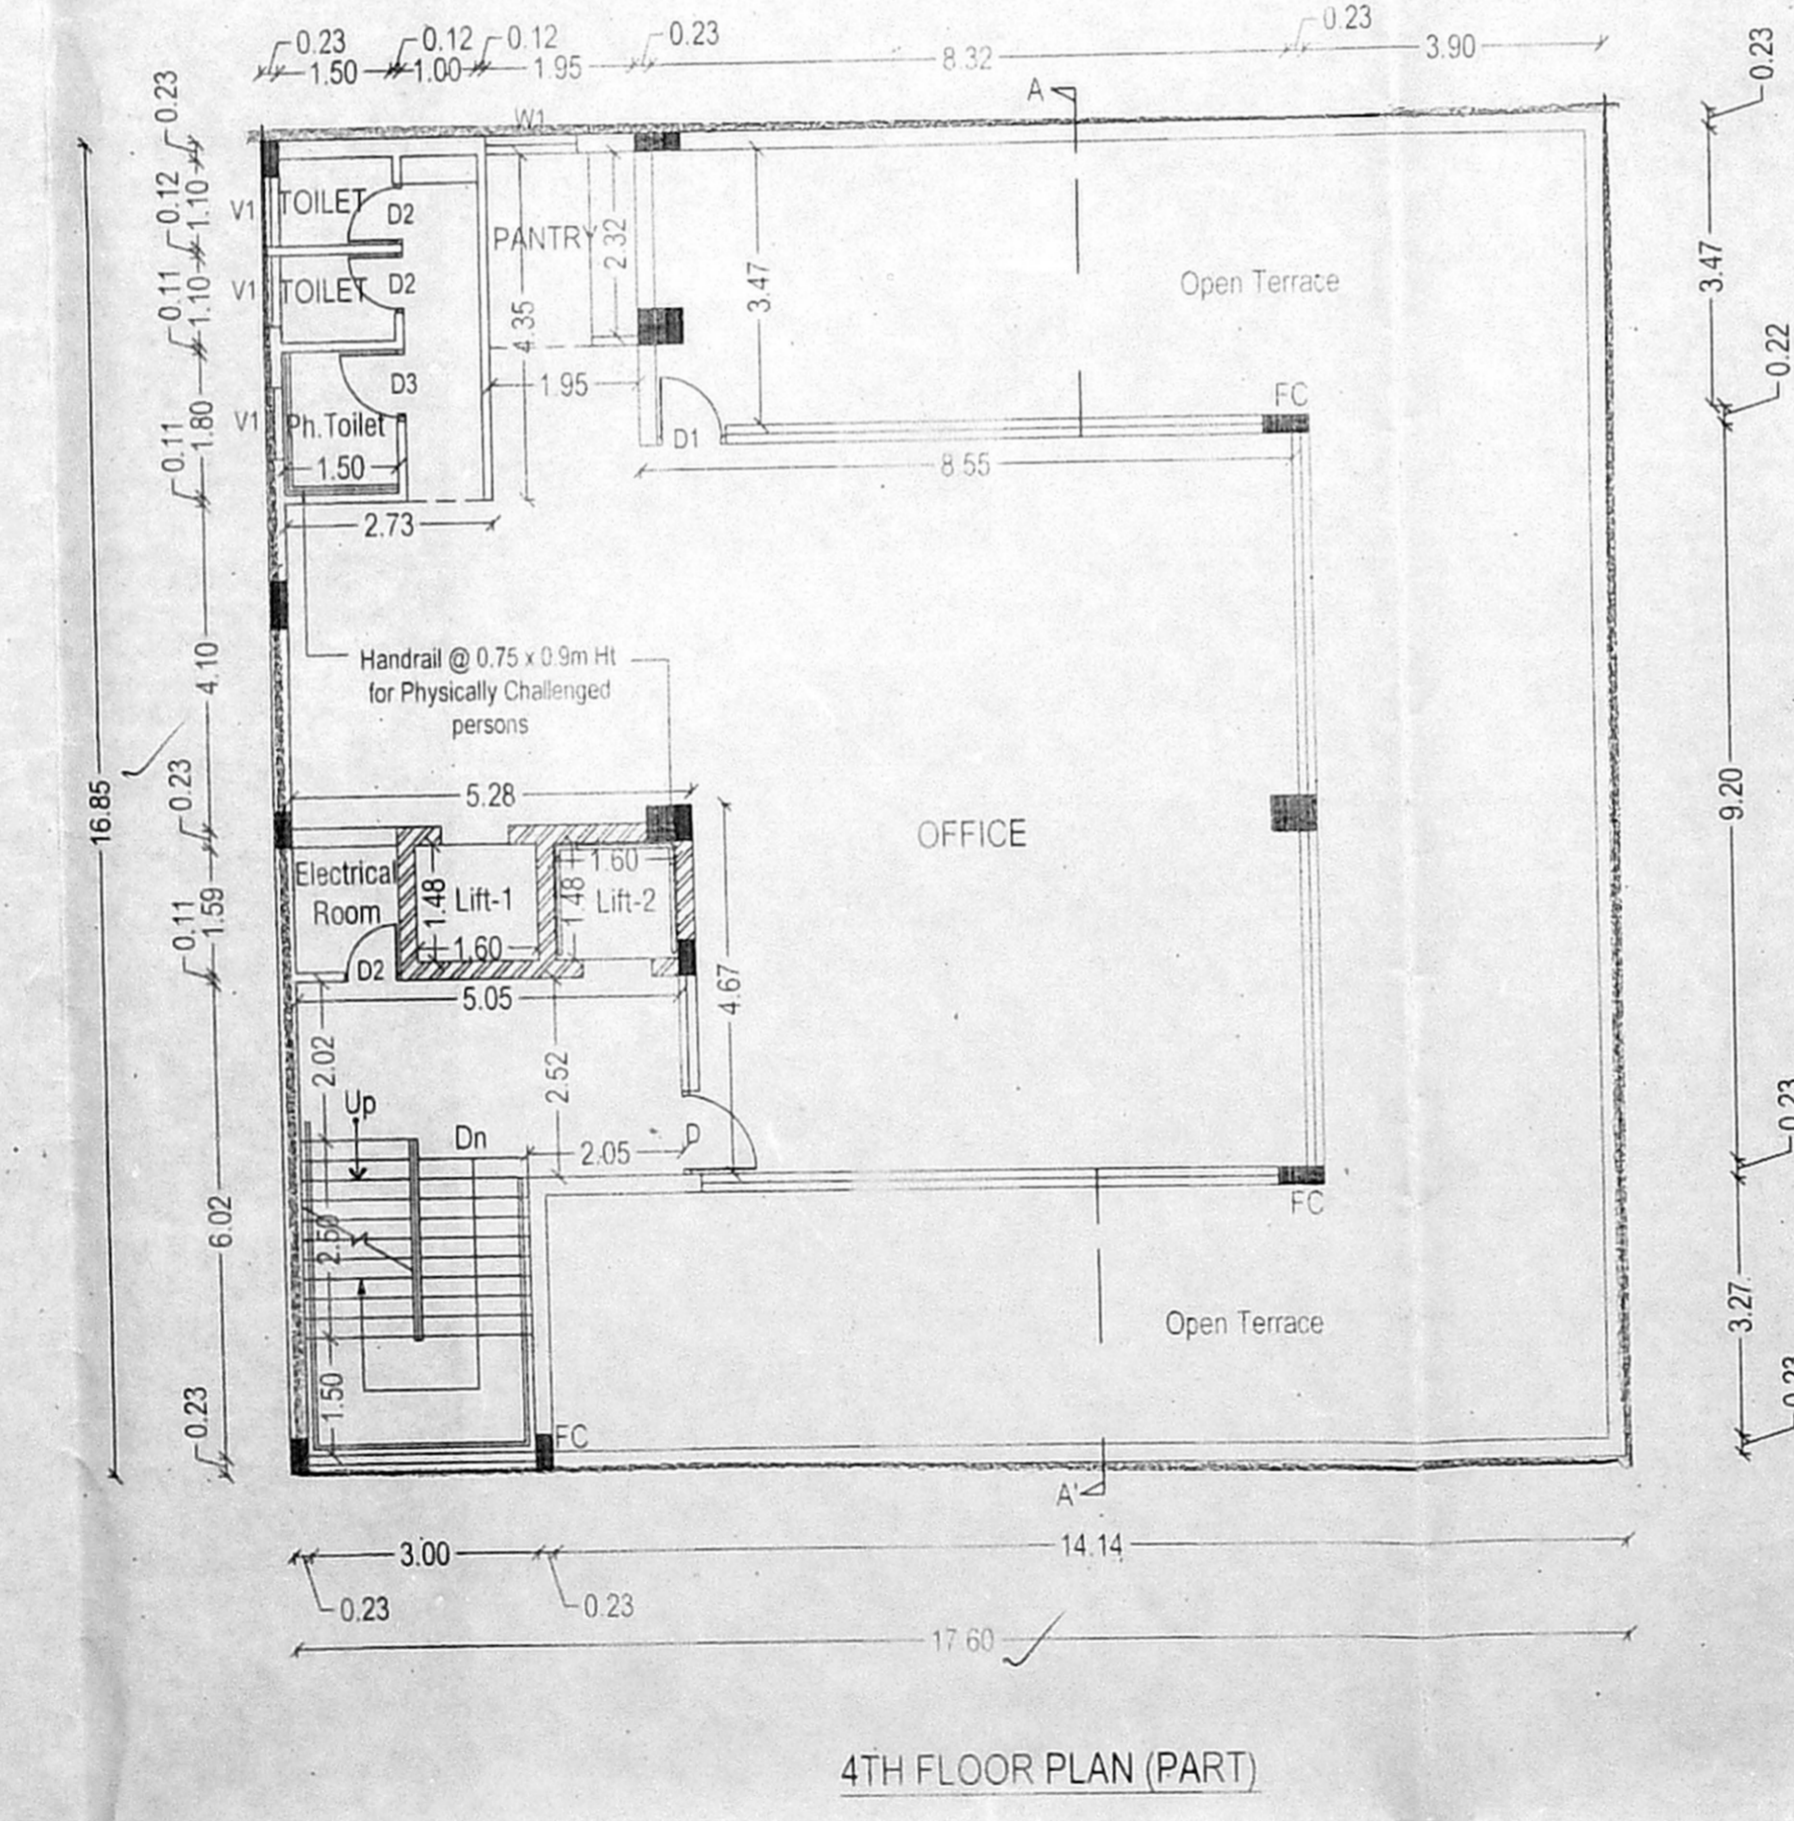 0.23
0.12
0.12
0.23
0.23
1.50
1.00
1.95
8.32
3.90
0.23
0.23
A
W1
1.10
0.12
V1
TOILET
D2
PANTRY
2.32
4.35
3.47
Open Terrace
3.47
1.10
0.11
V1
TOILET
D2
0.22
1.95
D3
FC
1.80
0.11
V1
Ph.Toilet
D1
1.50
8.55
2.73
4.10
Handrail @ 0.75 x 0.9m Ht
for Physically Challenged
persons
16.85
0.23
5.28
9.20
OFFICE
Electrical
Room
1.48
Lift-1
1.60
1.60
1.48
Lift-2
1.59
0.11
D2
5.05
4.67
2.02
2.52
Up
Dn
2.05
D
0.23
FC
6.02
2.50
3.27
Open Terrace
1.50
0.23
FC
0.23
A'
3.00
14.14
0.23
0.23
17.60
4TH FLOOR PLAN (PART)